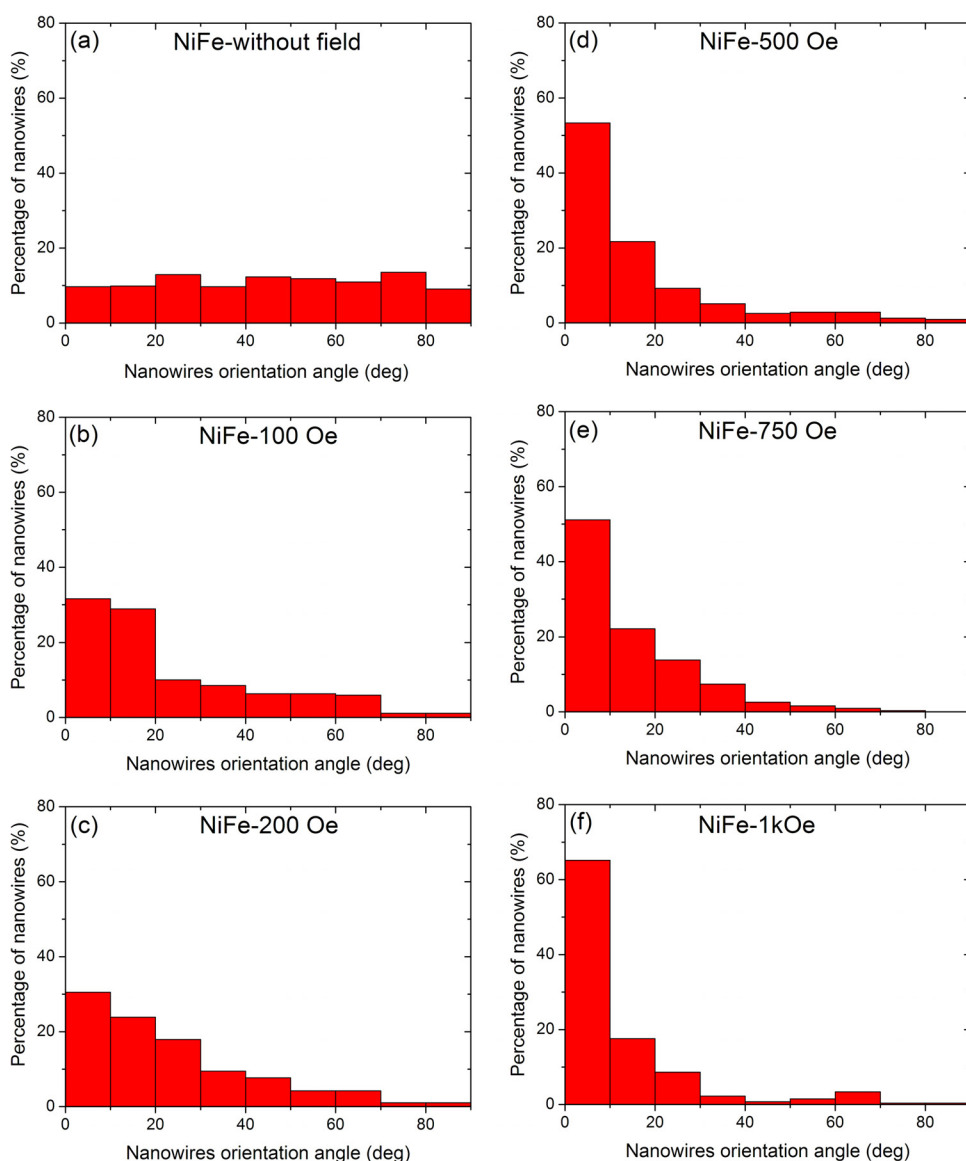 (a) NiFe-without field
Percentage of nanowires (%)
80
60
40
20
0
0 20 40 60 80
Nanowires orientation angle (deg)
(b) NiFe-100 Oe
Percentage of nanowires (%)
80
60
40
20
0
0 20 40 60 80
Nanowires orientation angle (deg)
(c) NiFe-200 Oe
Percentage of nanowires (%)
80
60
40
20
0
0 20 40 60 80
Nanowires orientation angle (deg)
(d) NiFe-500 Oe
Percentage of nanowires (%)
80
60
40
20
0
0 20 40 60 80
Nanowires orientation angle (deg)
(e) NiFe-750 Oe
Percentage of nanowires (%)
80
60
40
20
0
0 20 40 60 80
Nanowires orientation angle (deg)
(f) NiFe-1kOe
Percentage of nanowires (%)
80
60
40
20
0
0 20 40 60 80
Nanowires orientation angle (deg)